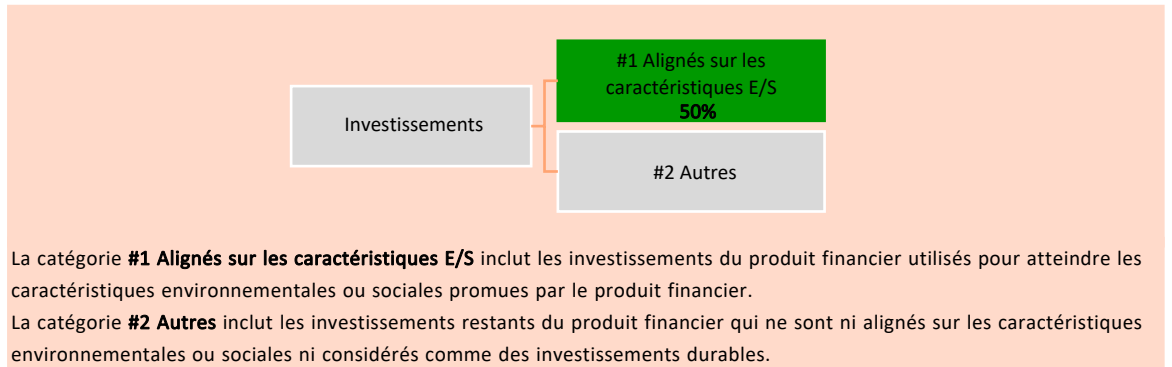 #1 Alignés sur les
caractéristiques E/S
50%
Investissements
#2 Autres
La catégorie #1 Alignés sur les caractéristiques E/S inclut les investissements du produit financier utilisés pour atteindre les
caractéristiques environnementales ou sociales promues par le produit financier.
La catégorie #2 Autres inclut les investissements restants du produit financier qui ne sont ni alignés sur les caractéristiques
environnementales ou sociales ni considérés comme des investissements durables.